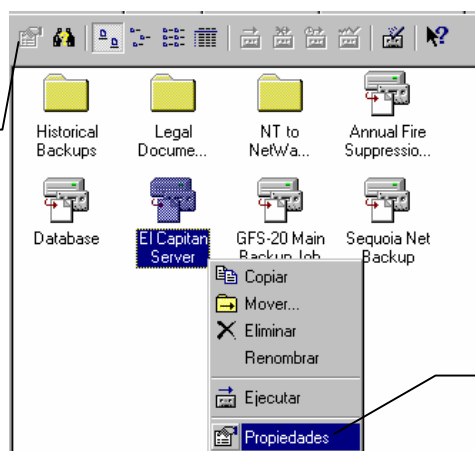 Historical
Backups
Legal
Docume...
NT to
NetWa...
Annual Fire
Suppressio...
Database
El Capitan
Server
GFS-20 Main
Backup Job
Sequoia Net
Backup
Copiar
Mover...
Eliminar
Renombrar
Ejecutar
Propiedades